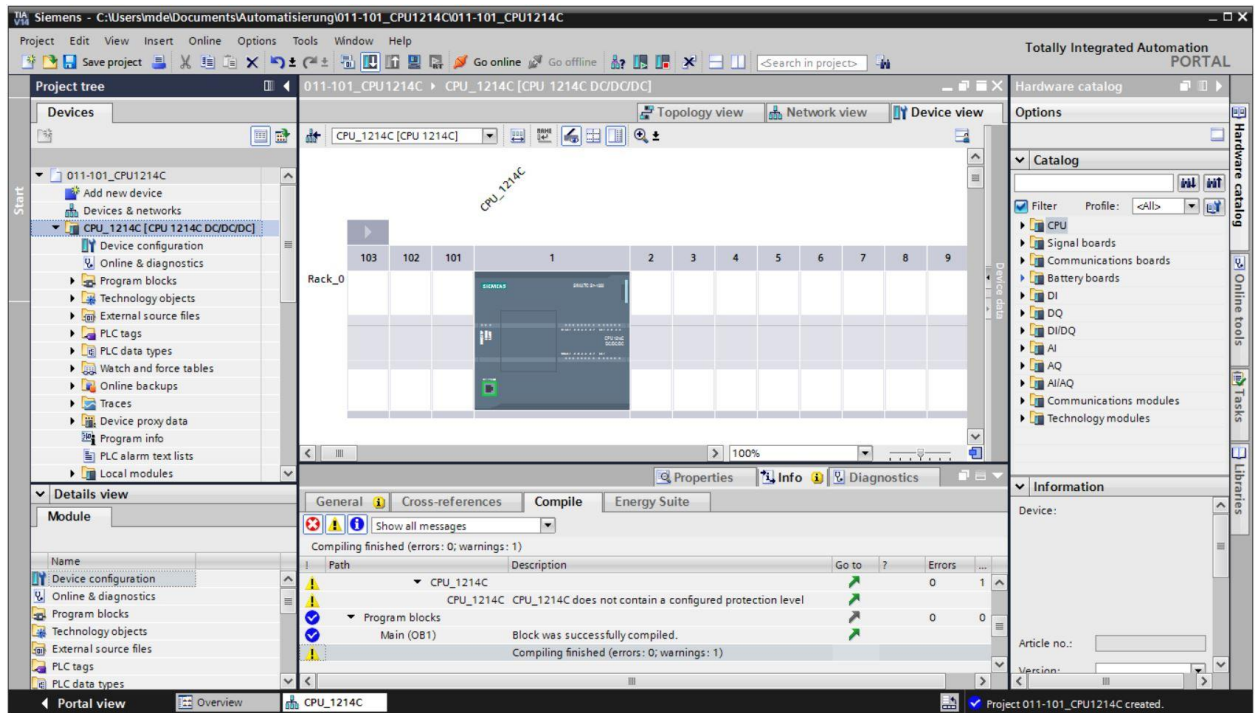 TIA V14 Siemens - C:\Users\mde\Documents\Automatisierung\011-101_CPU1214C\011-101_CPU1214C
Project Edit View Insert Online Options Tools Window Help
Totally Integrated Automation
PORTAL
Save project Go online Go offline <Search in project>
Project tree
011-101_CPU1214C CPU_1214C [CPU 1214C DC/DC/DC]
Hardware catalog
Devices
Topology view Network view Device view
Options
CPU_1214C [CPU 1214C]
Start
011-101_CPU1214C
Add new device
Devices & networks
CPU_1214C [CPU 1214C DC/DC/DC]
Device configuration
Online & diagnostics
Program blocks
Technology objects
External source files
PLC tags
PLC data types
Watch and force tables
Online backups
Traces
Device proxy data
Program info
PLC alarm text lists
Local modules
CPU_1214C
103 102 101 1 2 3 4 5 6 7 8 9
Rack_0
SIEMENS
100%
Device data
Catalog
Filter Profile: <All>
CPU
Signal boards
Communications boards
Battery boards
DI
DQ
DI/DQ
AI
AQ
AI/AQ
Communications modules
Technology modules
Hardware catalog
Online tools
Tasks
Libraries
Details view
Module
Name
Device configuration
Online & diagnostics
Program blocks
Technology objects
External source files
PLC tags
PLC data types
Properties Info Diagnostics
General Cross-references Compile Energy Suite
Show all messages
Compiling finished (errors: 0; warnings: 1)
! Path Description Go to ? Errors ...
CPU_1214C 0 1
CPU_1214C CPU_1214C does not contain a configured protection level
Program blocks 0 0
Main (OB1) Block was successfully compiled.
Compiling finished (errors: 0; warnings: 1)
Information
Device:
Article no.:
Version:
Portal view Overview CPU_1214C Project 011-101_CPU1214C created.